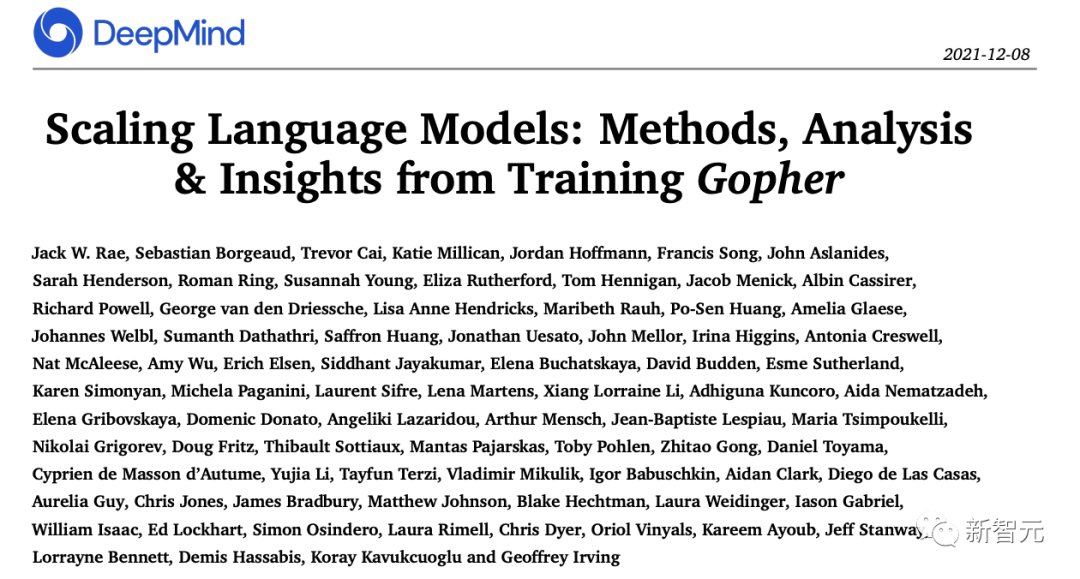 DeepMind
2021-12-08
Scaling Language Models: Methods, Analysis
& Insights from Training Gopher
Jack W. Rae, Sebastian Borgeaud, Trevor Cai, Katie Millican, Jordan Hoffmann, Francis Song, John Aslanides,
Sarah Henderson, Roman Ring, Susannah Young, Eliza Rutherford, Tom Hennigan, Jacob Menick, Albin Cassirer,
Richard Powell, George van den Driessche, Lisa Anne Hendricks, Maribeth Rauh, Po-Sen Huang, Amelia Glaese,
Johannes Welbl, Sumanth Dathathri, Saffron Huang, Jonathan Uesato, John Mellor, Irina Higgins, Antonia Creswell,
Nat McAleese, Amy Wu, Erich Elsen, Siddhant Jayakumar, Elena Buchatskaya, David Budden, Esme Sutherland,
Karen Simonyan, Michela Paganini, Laurent Sifre, Lena Martens, Xiang Lorraine Li, Adhiguna Kuncoro, Aida Nematzadeh,
Elena Gribovskaya, Domenic Donato, Angeliki Lazaridou, Arthur Mensch, Jean-Baptiste Lespiau, Maria Tsimpoukelli,
Nikolai Grigorev, Doug Fritz, Thibault Sottiaux, Mantas Pajarskas, Toby Pohlen, Zhitao Gong, Daniel Toyama,
Cyprien de Masson d'Autume, Yujia Li, Tayfun Terzi, Vladimir Mikulik, Igor Babuschkin, Aidan Clark, Diego de Las Casas,
Aurelia Guy, Chris Jones, James Bradbury, Matthew Johnson, Blake Hechtman, Laura Weidinger, Iason Gabriel,
William Isaac, Ed Lockhart, Simon Osindero, Laura Rimell, Chris Dyer, Oriol Vinyals, Kareem Ayoub, Jeff Stanway,
Lorrayne Bennett, Demis Hassabis, Koray Kavukcuoglu and Geoffrey Irving
新智元